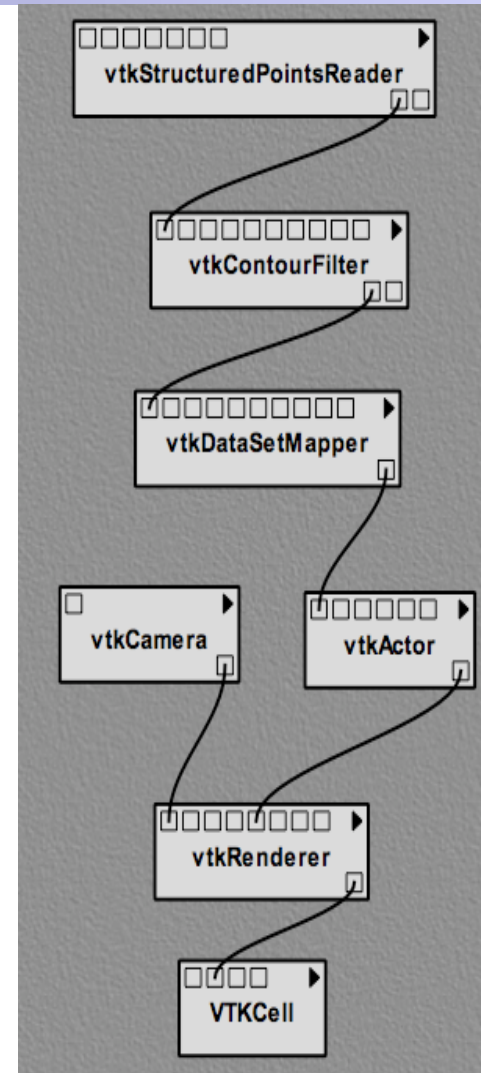 vtkStructuredPointsReader
vtkContourFilter
vtkDataSetMapper
vtkCamera
vtkActor
vtkRenderer
VTKCell